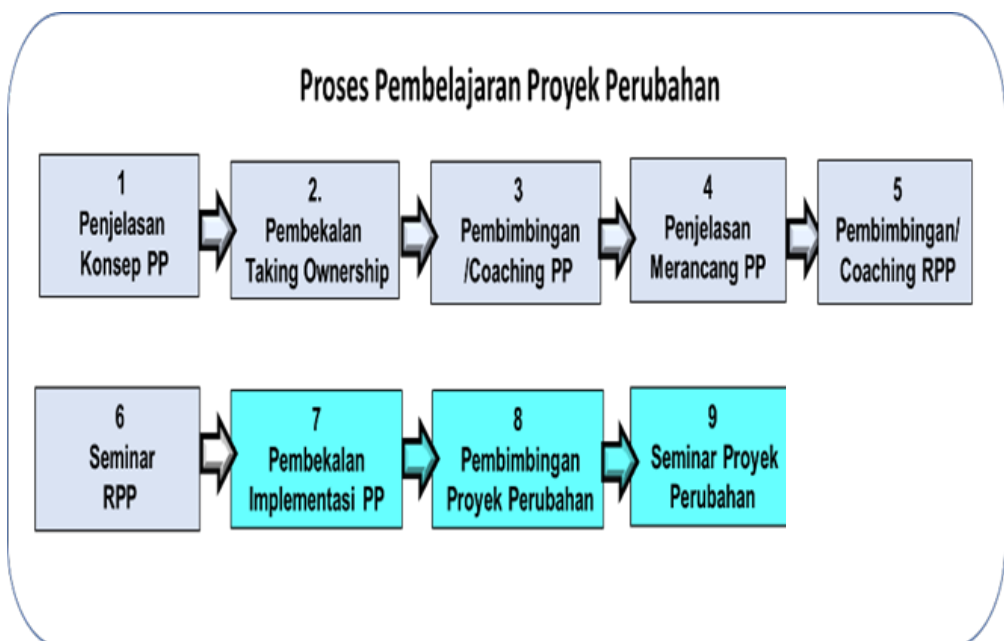 Proses Pembelajaran Proyek Perubahan
1
Penjelasan
Konsep PP
2.
Pembekalan
Taking Ownership
3
Pembimbingan
/Coaching PP
4
Penjelasan
Merancang PP
5
Pembimbingan/
Coaching RPP
6
Seminar
RPP
7
Pembekalan
Implementasi PP
8
Pembimbingan
Proyek Perubahan
9
Seminar Proyek
Perubahan